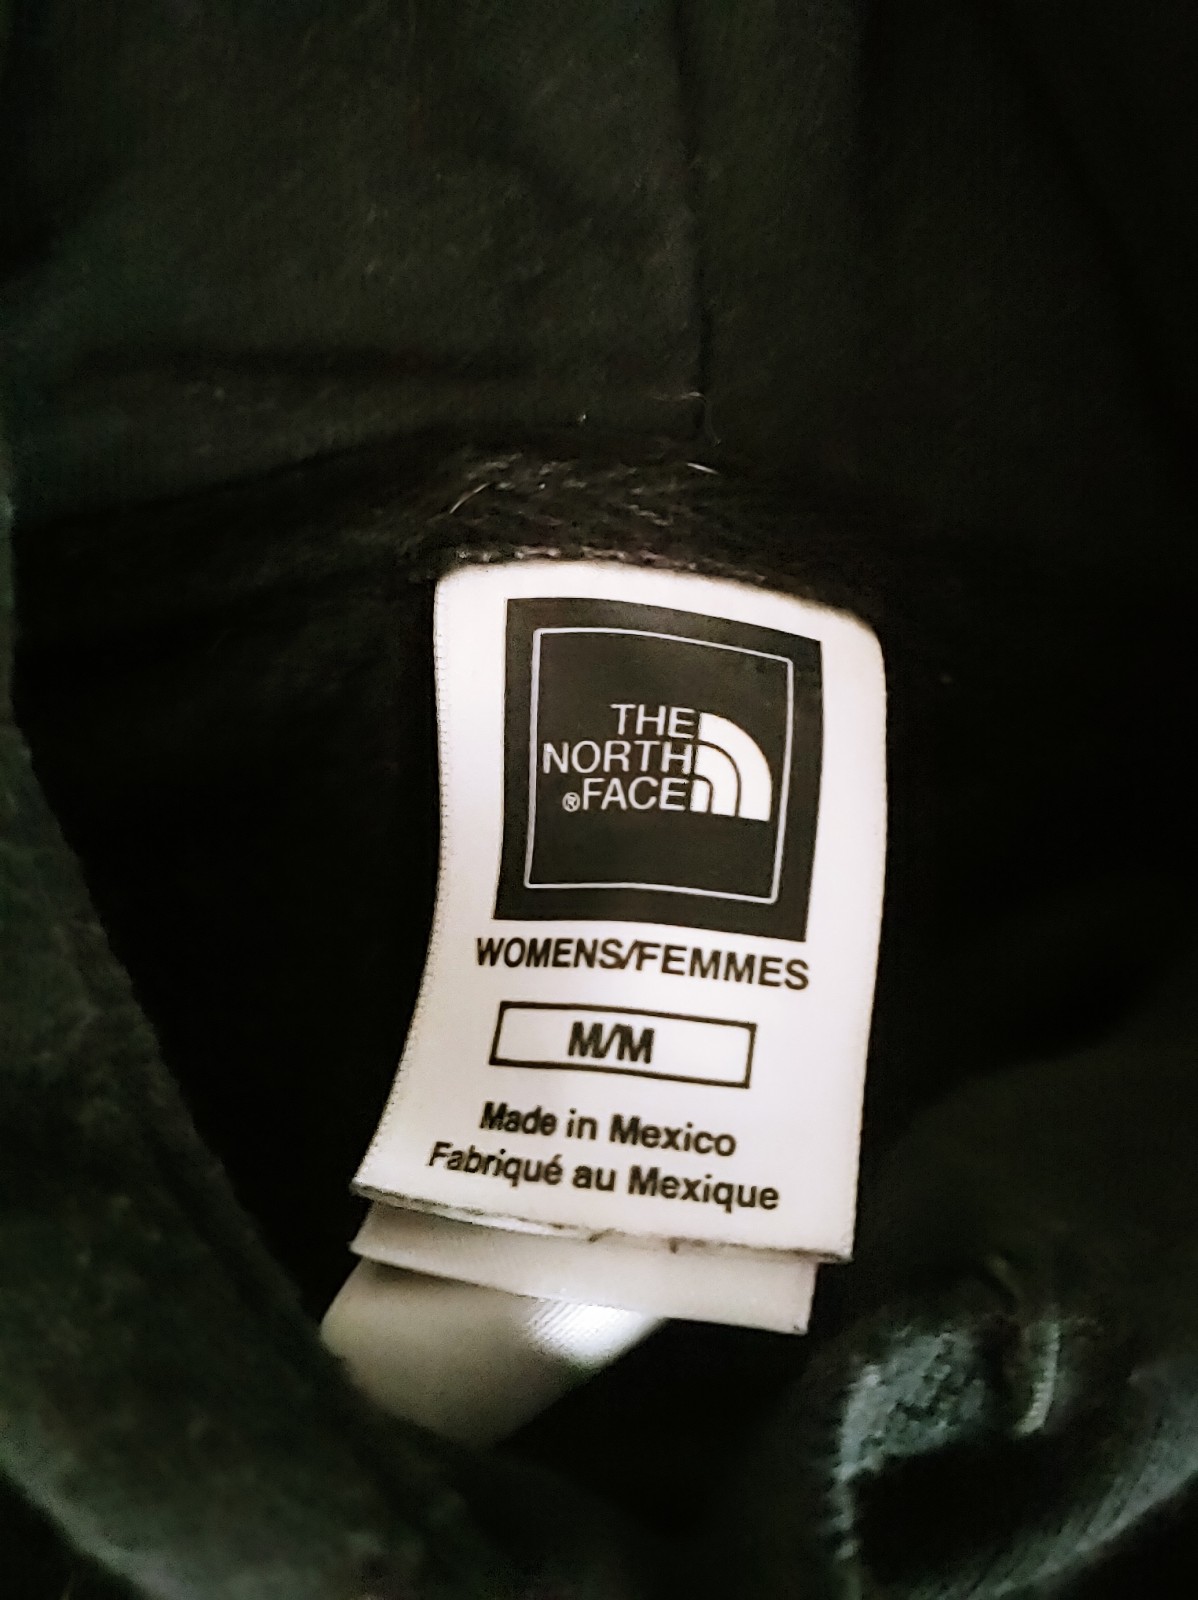 THE
NORTH
®FACE
WOMENS/FEMMES
M/M
Made in Mexico
Fabriqué au Mexique